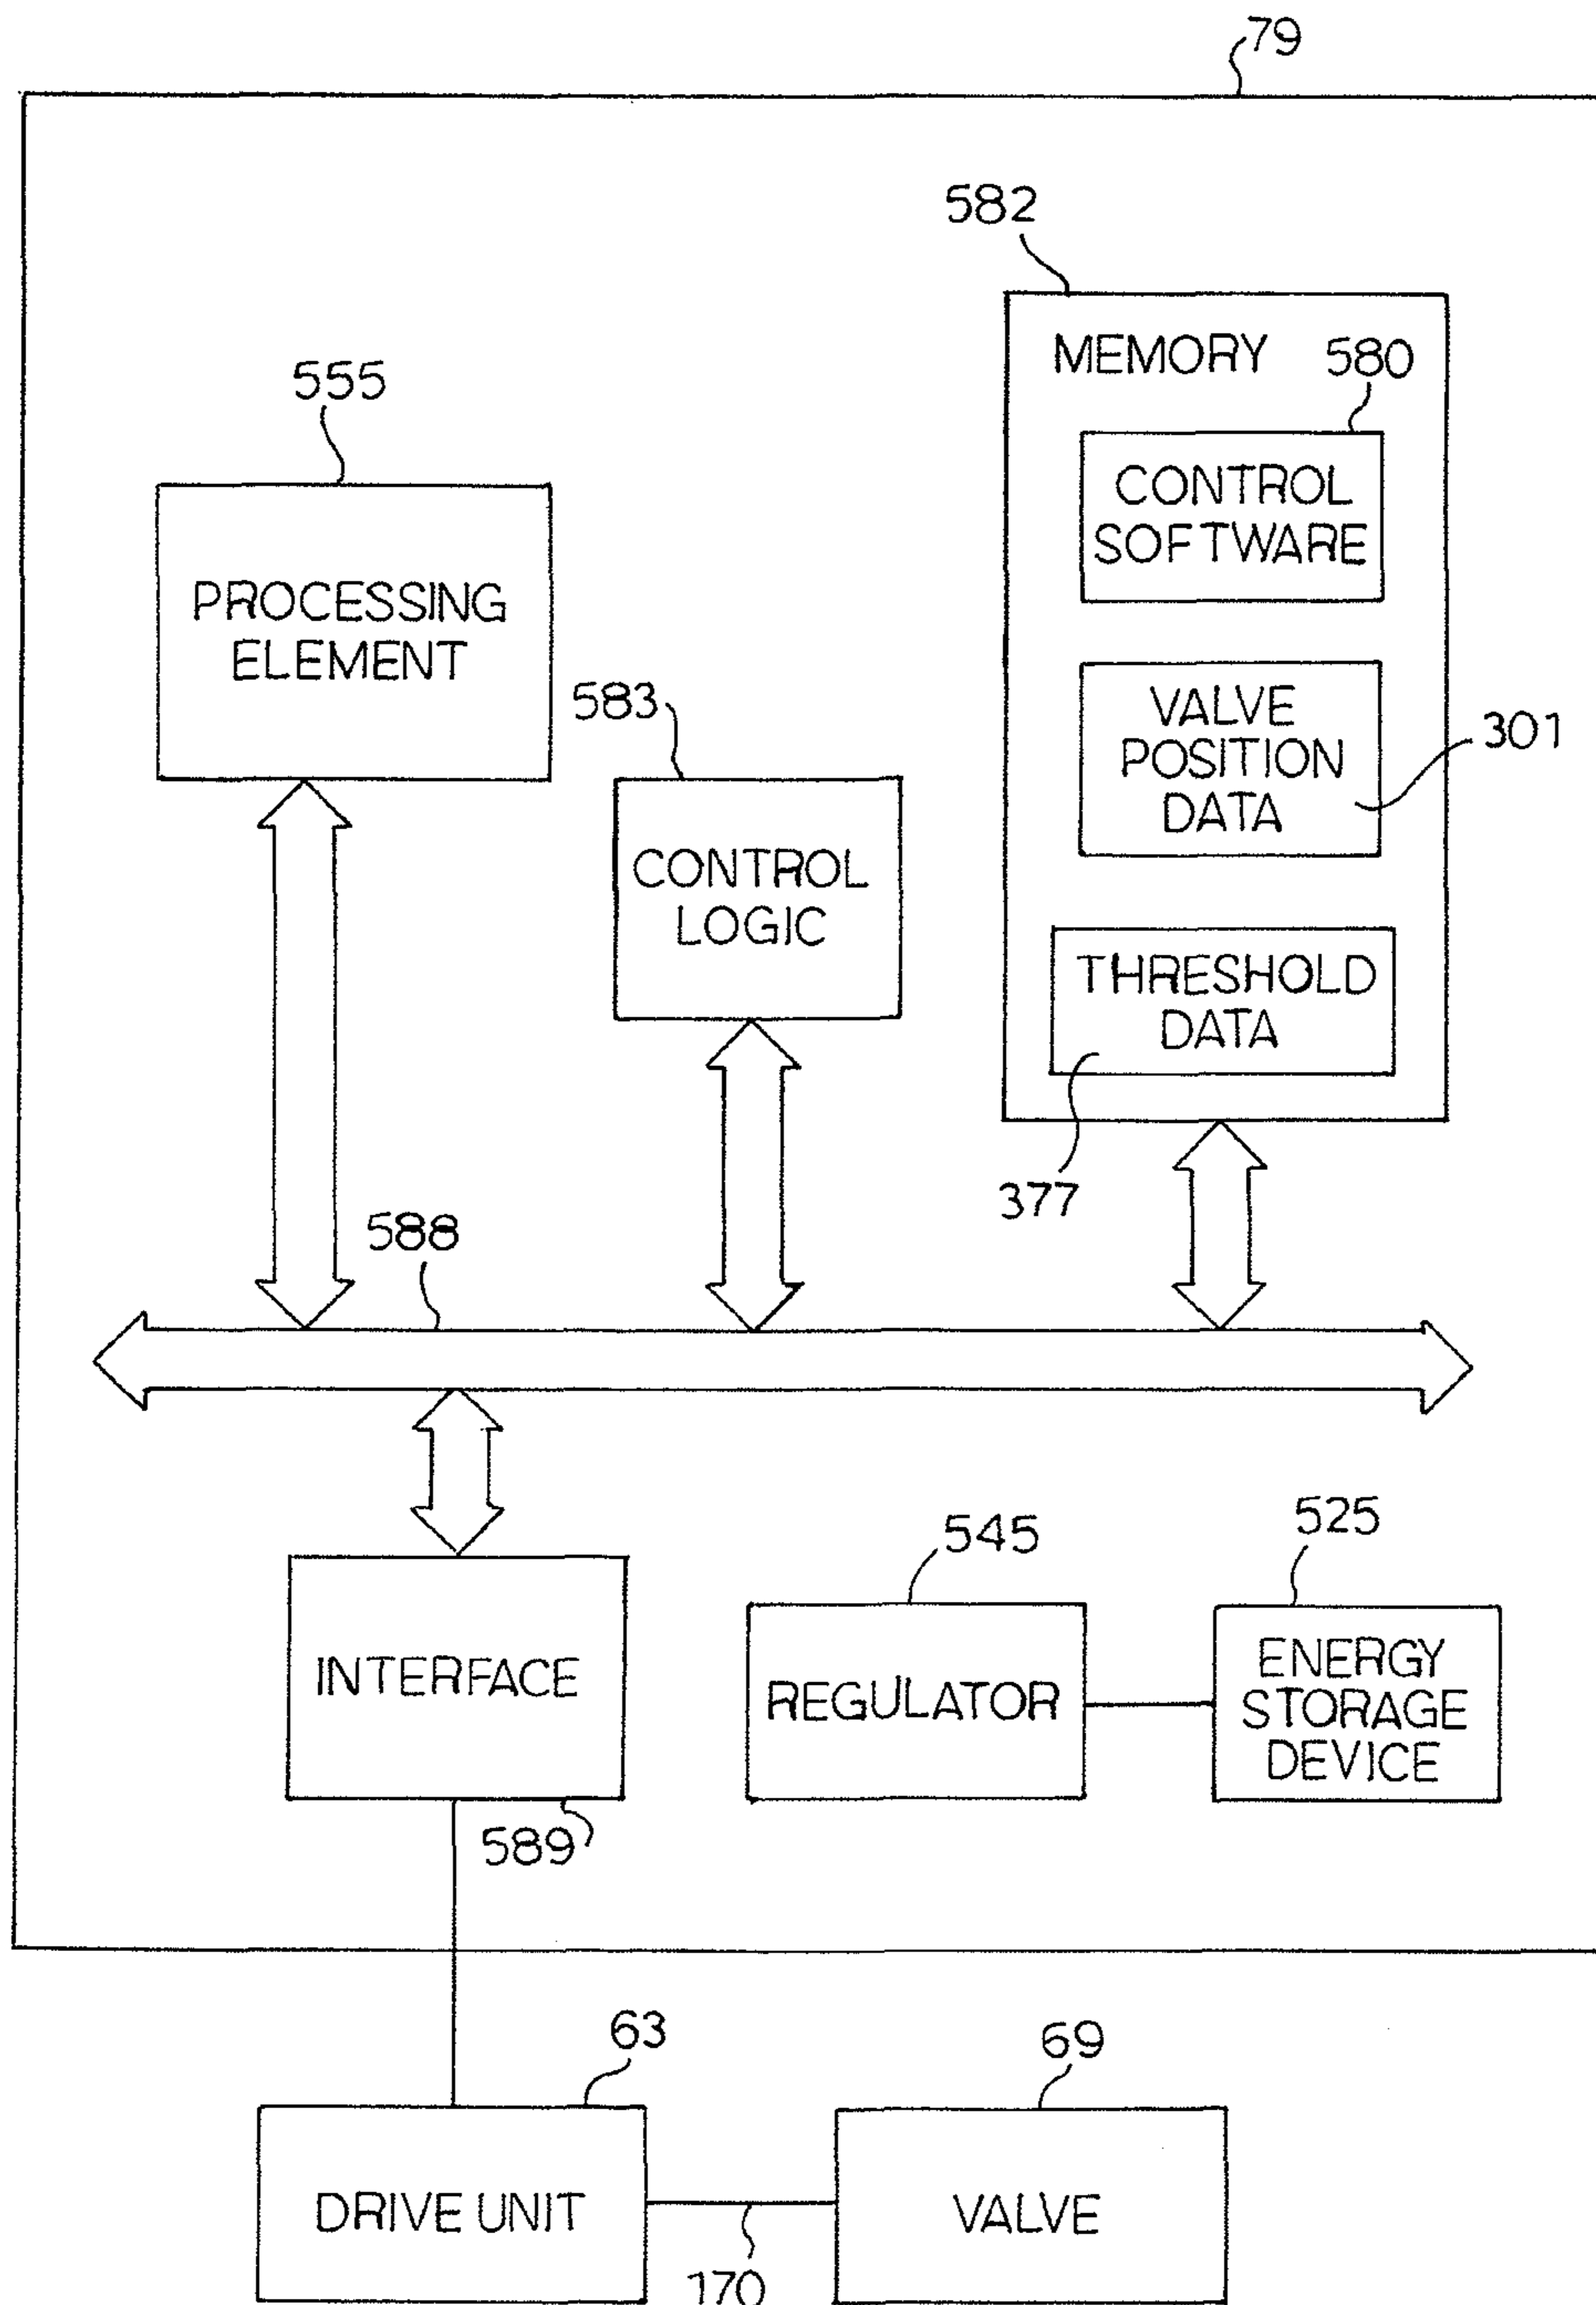 79
582
MEMORY
580
CONTROL
SOFTWARE
555
PROCESSING
ELEMENT
583
VALVE
POSITION
DATA
301
CONTROL
LOGIC
THRESHOLD
DATA
377
588
INTERFACE
589
545
REGULATOR
525
ENERGY
STORAGE
DEVICE
63
DRIVE UNIT
69
VALVE
170